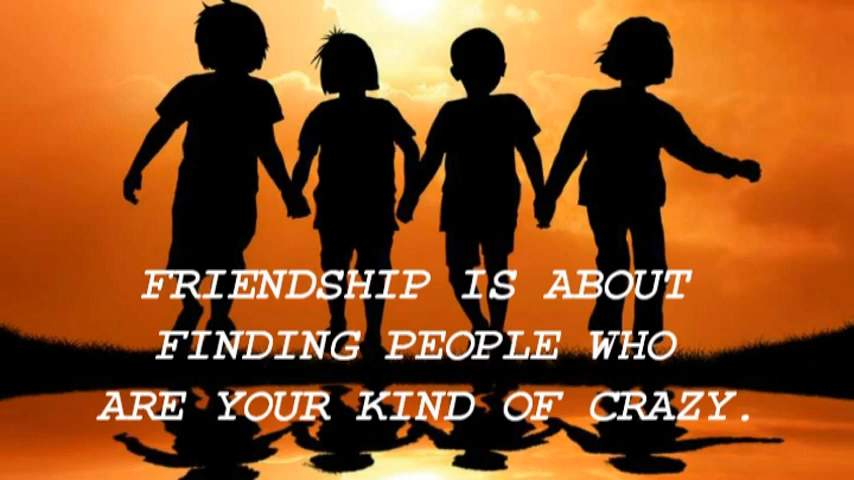 FRIENDSHIP IS ABOUT
FINDING PEOPLE WHO
ARE YOUR KIND OF CRAZY.